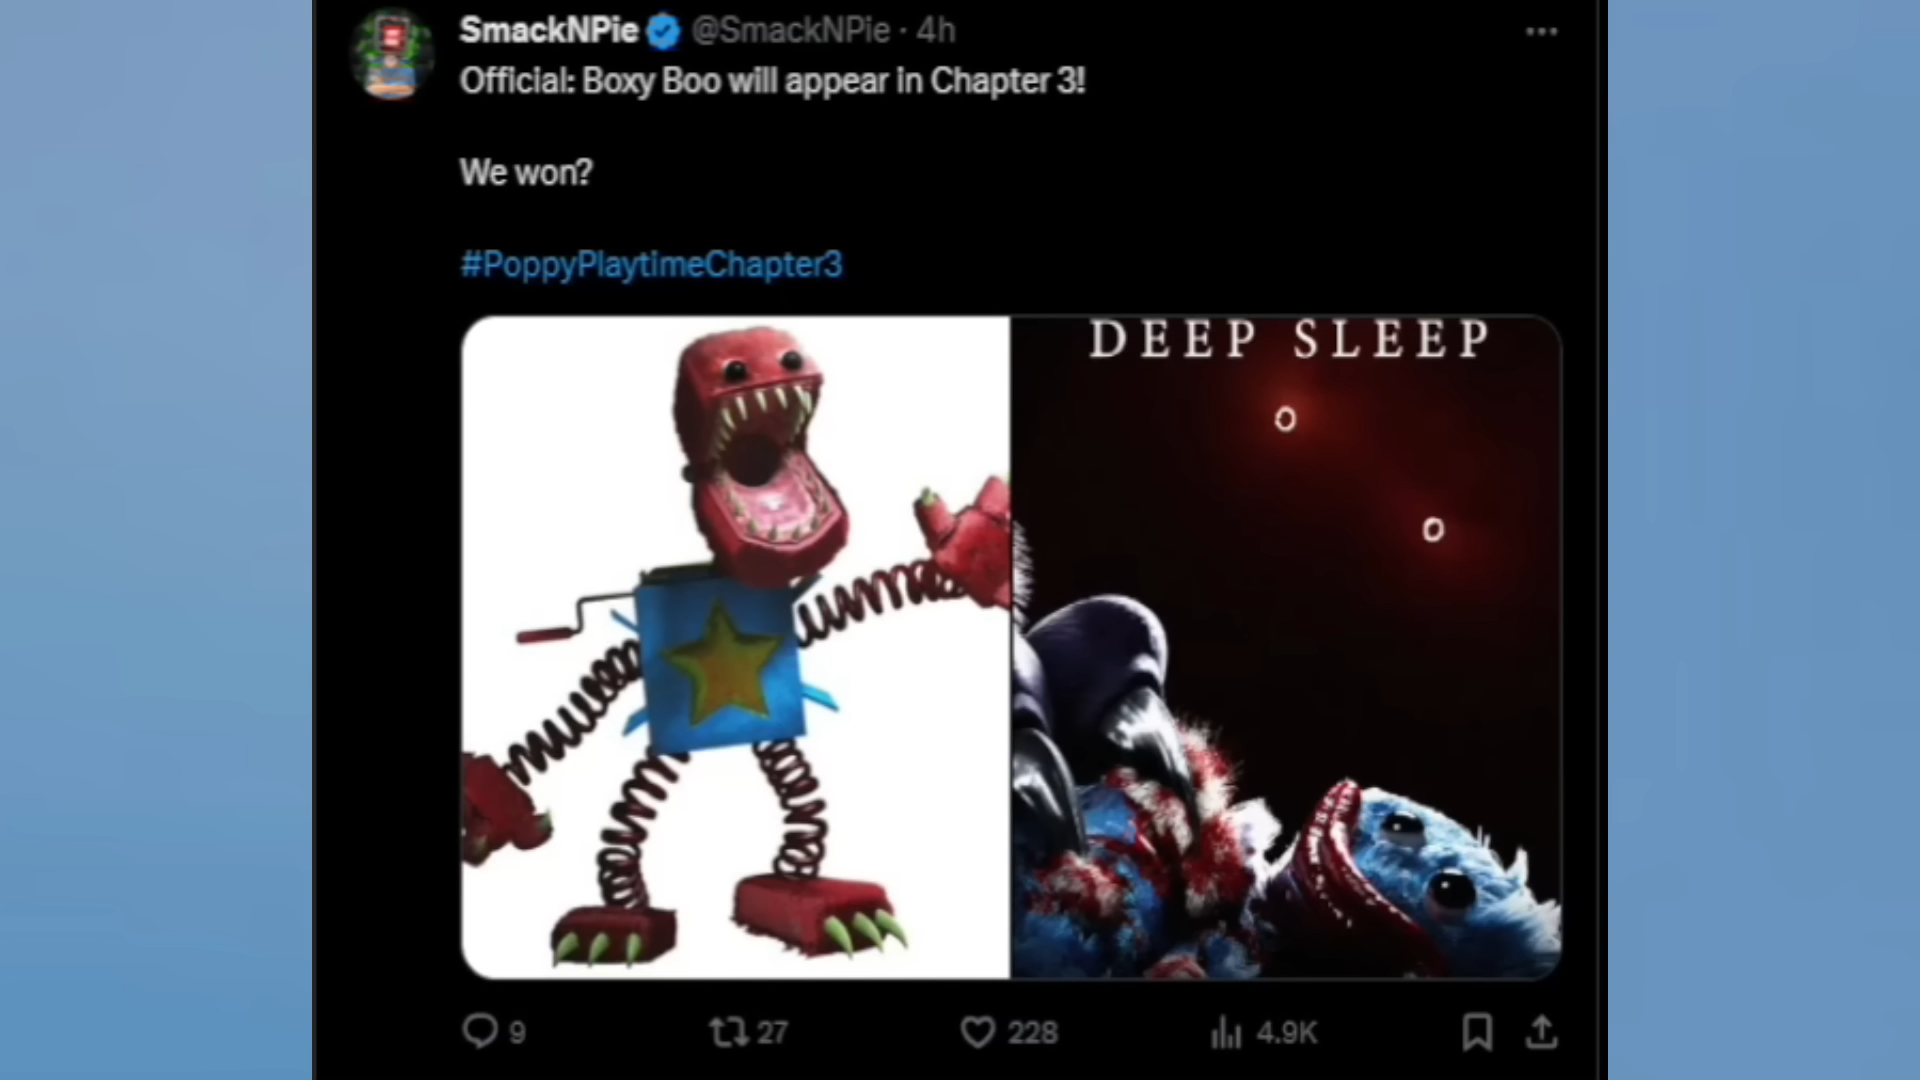 SmackNPie @SmackNPie · 4h
Official: Boxy Boo will appear in Chapter 3!
We won?
#PoppyPlaytimeChapter3
DEEP SLEEP
9 27 228 4.9K